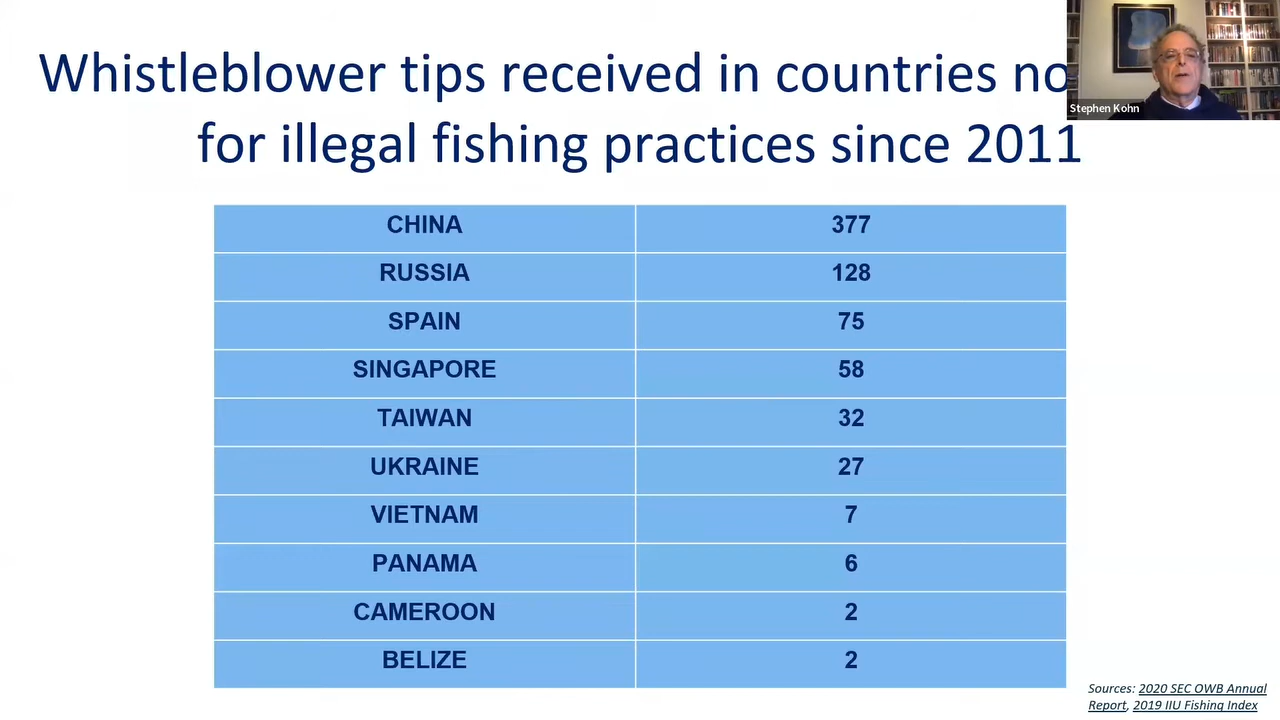 Whistleblower tips received in countries no
for illegal fishing practices since 2011
Stephen Kohn
CHINA 377
RUSSIA 128
SPAIN 75
SINGAPORE 58
TAIWAN 32
UKRAINE 27
VIETNAM 7
PANAMA 6
CAMEROON 2
BELIZE 2
Sources: 2020 SEC OWB Annual
Report, 2019 IIU Fishing Index